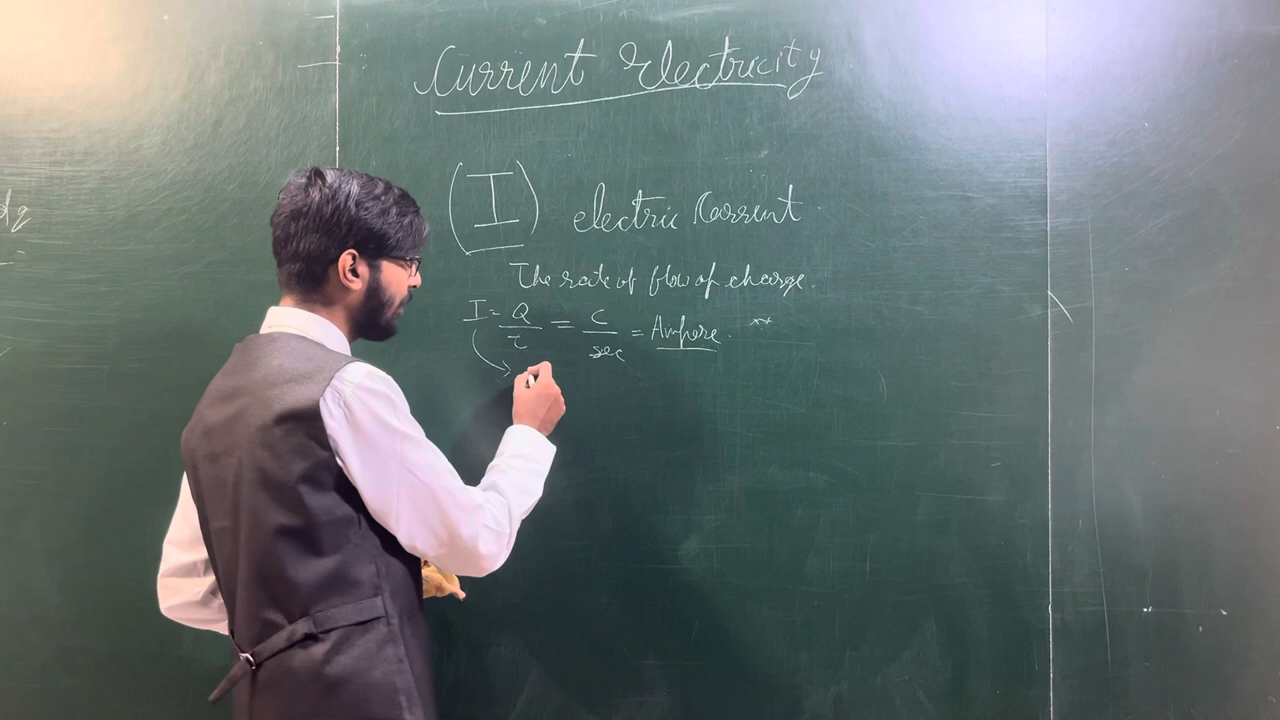 Current Electricity
(I) electric Current
The rate of flow of charge.
I = Q/t = C/sec = Ampere.